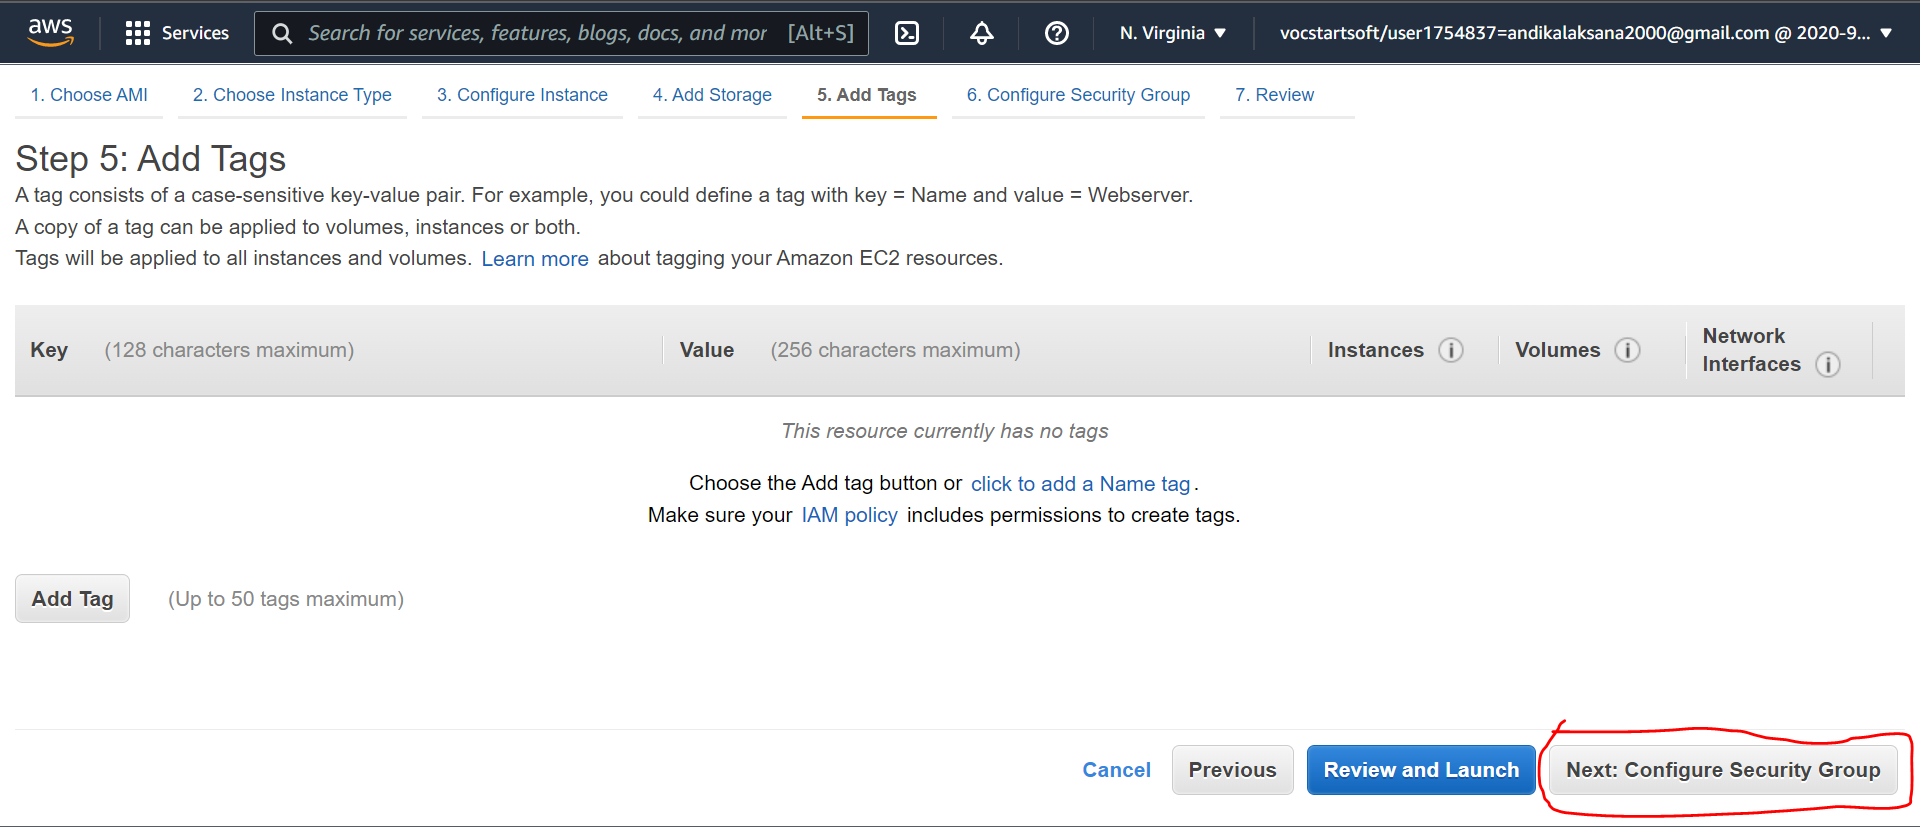 aws Services Search for services, features, blogs, docs, and mor [Alt+S] N. Virginia vocstartsoft/user1754837=andikalaksana2000@gmail.com @ 2020-9...
1. Choose AMI 2. Choose Instance Type 3. Configure Instance 4. Add Storage 5. Add Tags 6. Configure Security Group 7. Review
Step 5: Add Tags
A tag consists of a case-sensitive key-value pair. For example, you could define a tag with key = Name and value = Webserver.
A copy of a tag can be applied to volumes, instances or both.
Tags will be applied to all instances and volumes. Learn more about tagging your Amazon EC2 resources.
Key (128 characters maximum) Value (256 characters maximum) Instances i Volumes i Network
Interfaces i
This resource currently has no tags
Choose the Add tag button or click to add a Name tag.
Make sure your IAM policy includes permissions to create tags.
Add Tag (Up to 50 tags maximum)
Cancel Previous Review and Launch Next: Configure Security Group